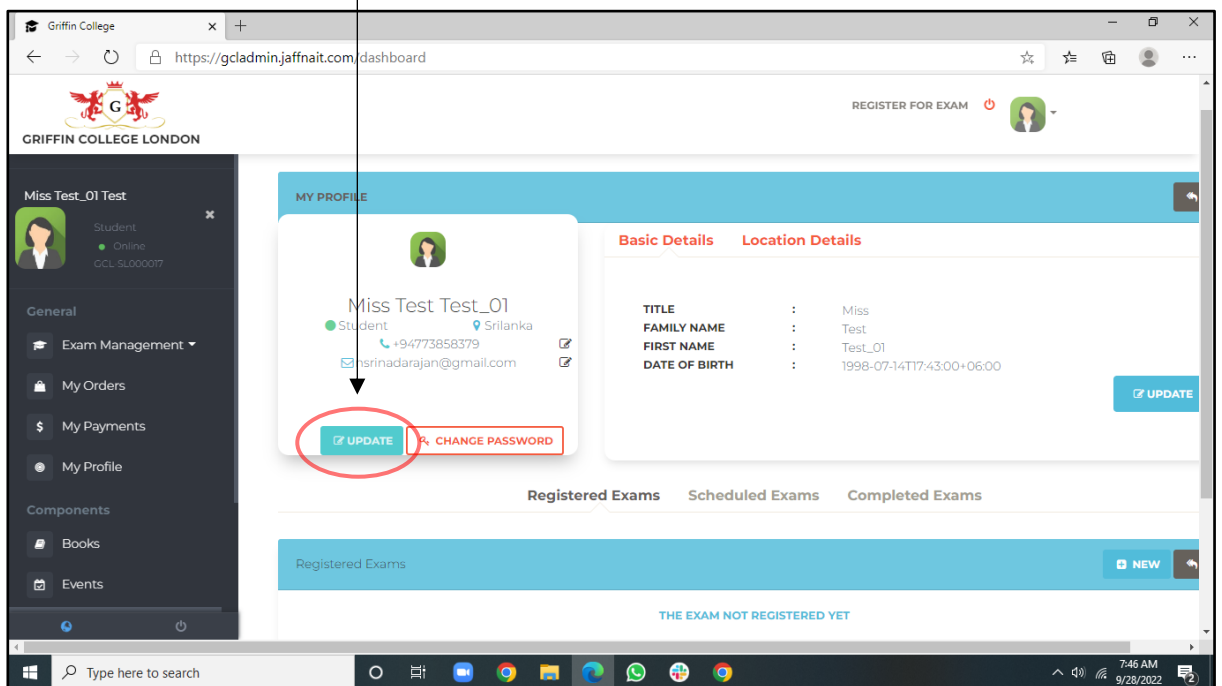 Griffin College
https://gcladmin.jaffnait.com/dashboard
G
GRIFFIN COLLEGE LONDON
REGISTER FOR EXAM
Miss Test_01 Test
Student
Online
GCL-SL000017
General
Exam Management
My Orders
$ My Payments
My Profile
Components
Books
Events
MY PROFILE
Miss Test Test_01
Student Srilanka
+94773858379
nsrinadarajan@gmail.com
UPDATE CHANGE PASSWORD
Basic Details Location Details
TITLE : Miss
FAMILY NAME : Test
FIRST NAME : Test_01
DATE OF BIRTH : 1998-07-14T17:43:00+06:00
UPDATE
Registered Exams Scheduled Exams Completed Exams
Registered Exams NEW
THE EXAM NOT REGISTERED YET
Type here to search
7:46 AM
9/28/2022
2